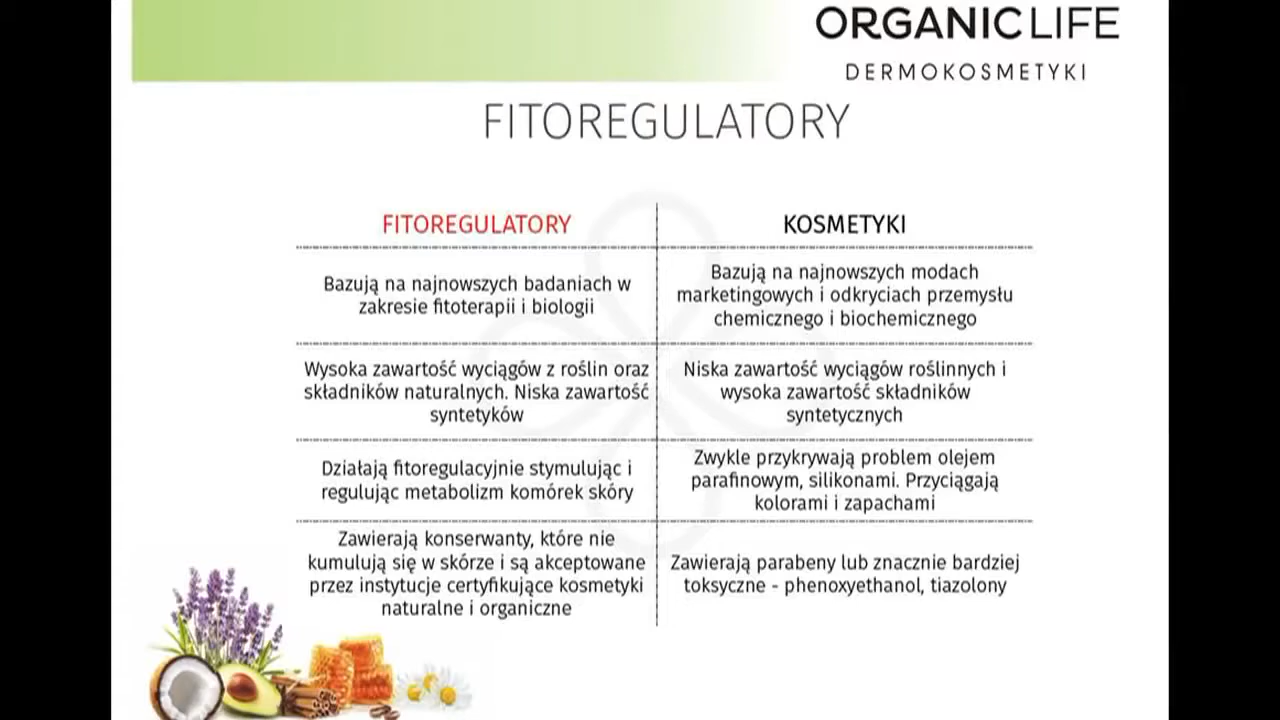 ORGANIC LIFE
DERMOKOSMETYKI
FITOREGULATORY
FITOREGULATORY
KOSMETYKI
Bazują na najnowszych badaniach w
zakresie fitoterapii i biologii
Bazują na najnowszych modach
marketingowych i odkryciach przemysłu
chemicznego i biochemicznego
Wysoka zawartość wyciągów z roślin oraz
składników naturalnych. Niska zawartość
syntetyków
Niska zawartość wyciągów roślinnych i
wysoka zawartość składników
syntetycznych
Działają fitoregulacyjnie stymulując i
regulując metabolizm komórek skóry
Zwykle przykrywają problem olejem
parafinowym, silikonami. Przyciągają
kolorami i zapachami
Zawierają konserwanty, które nie
kumulują się w skórze i są akceptowane
przez instytucje certyfikujące kosmetyki
naturalne i organiczne
Zawierają parabeny lub znacznie bardziej
toksyczne - phenoxyethanol, tiazolony